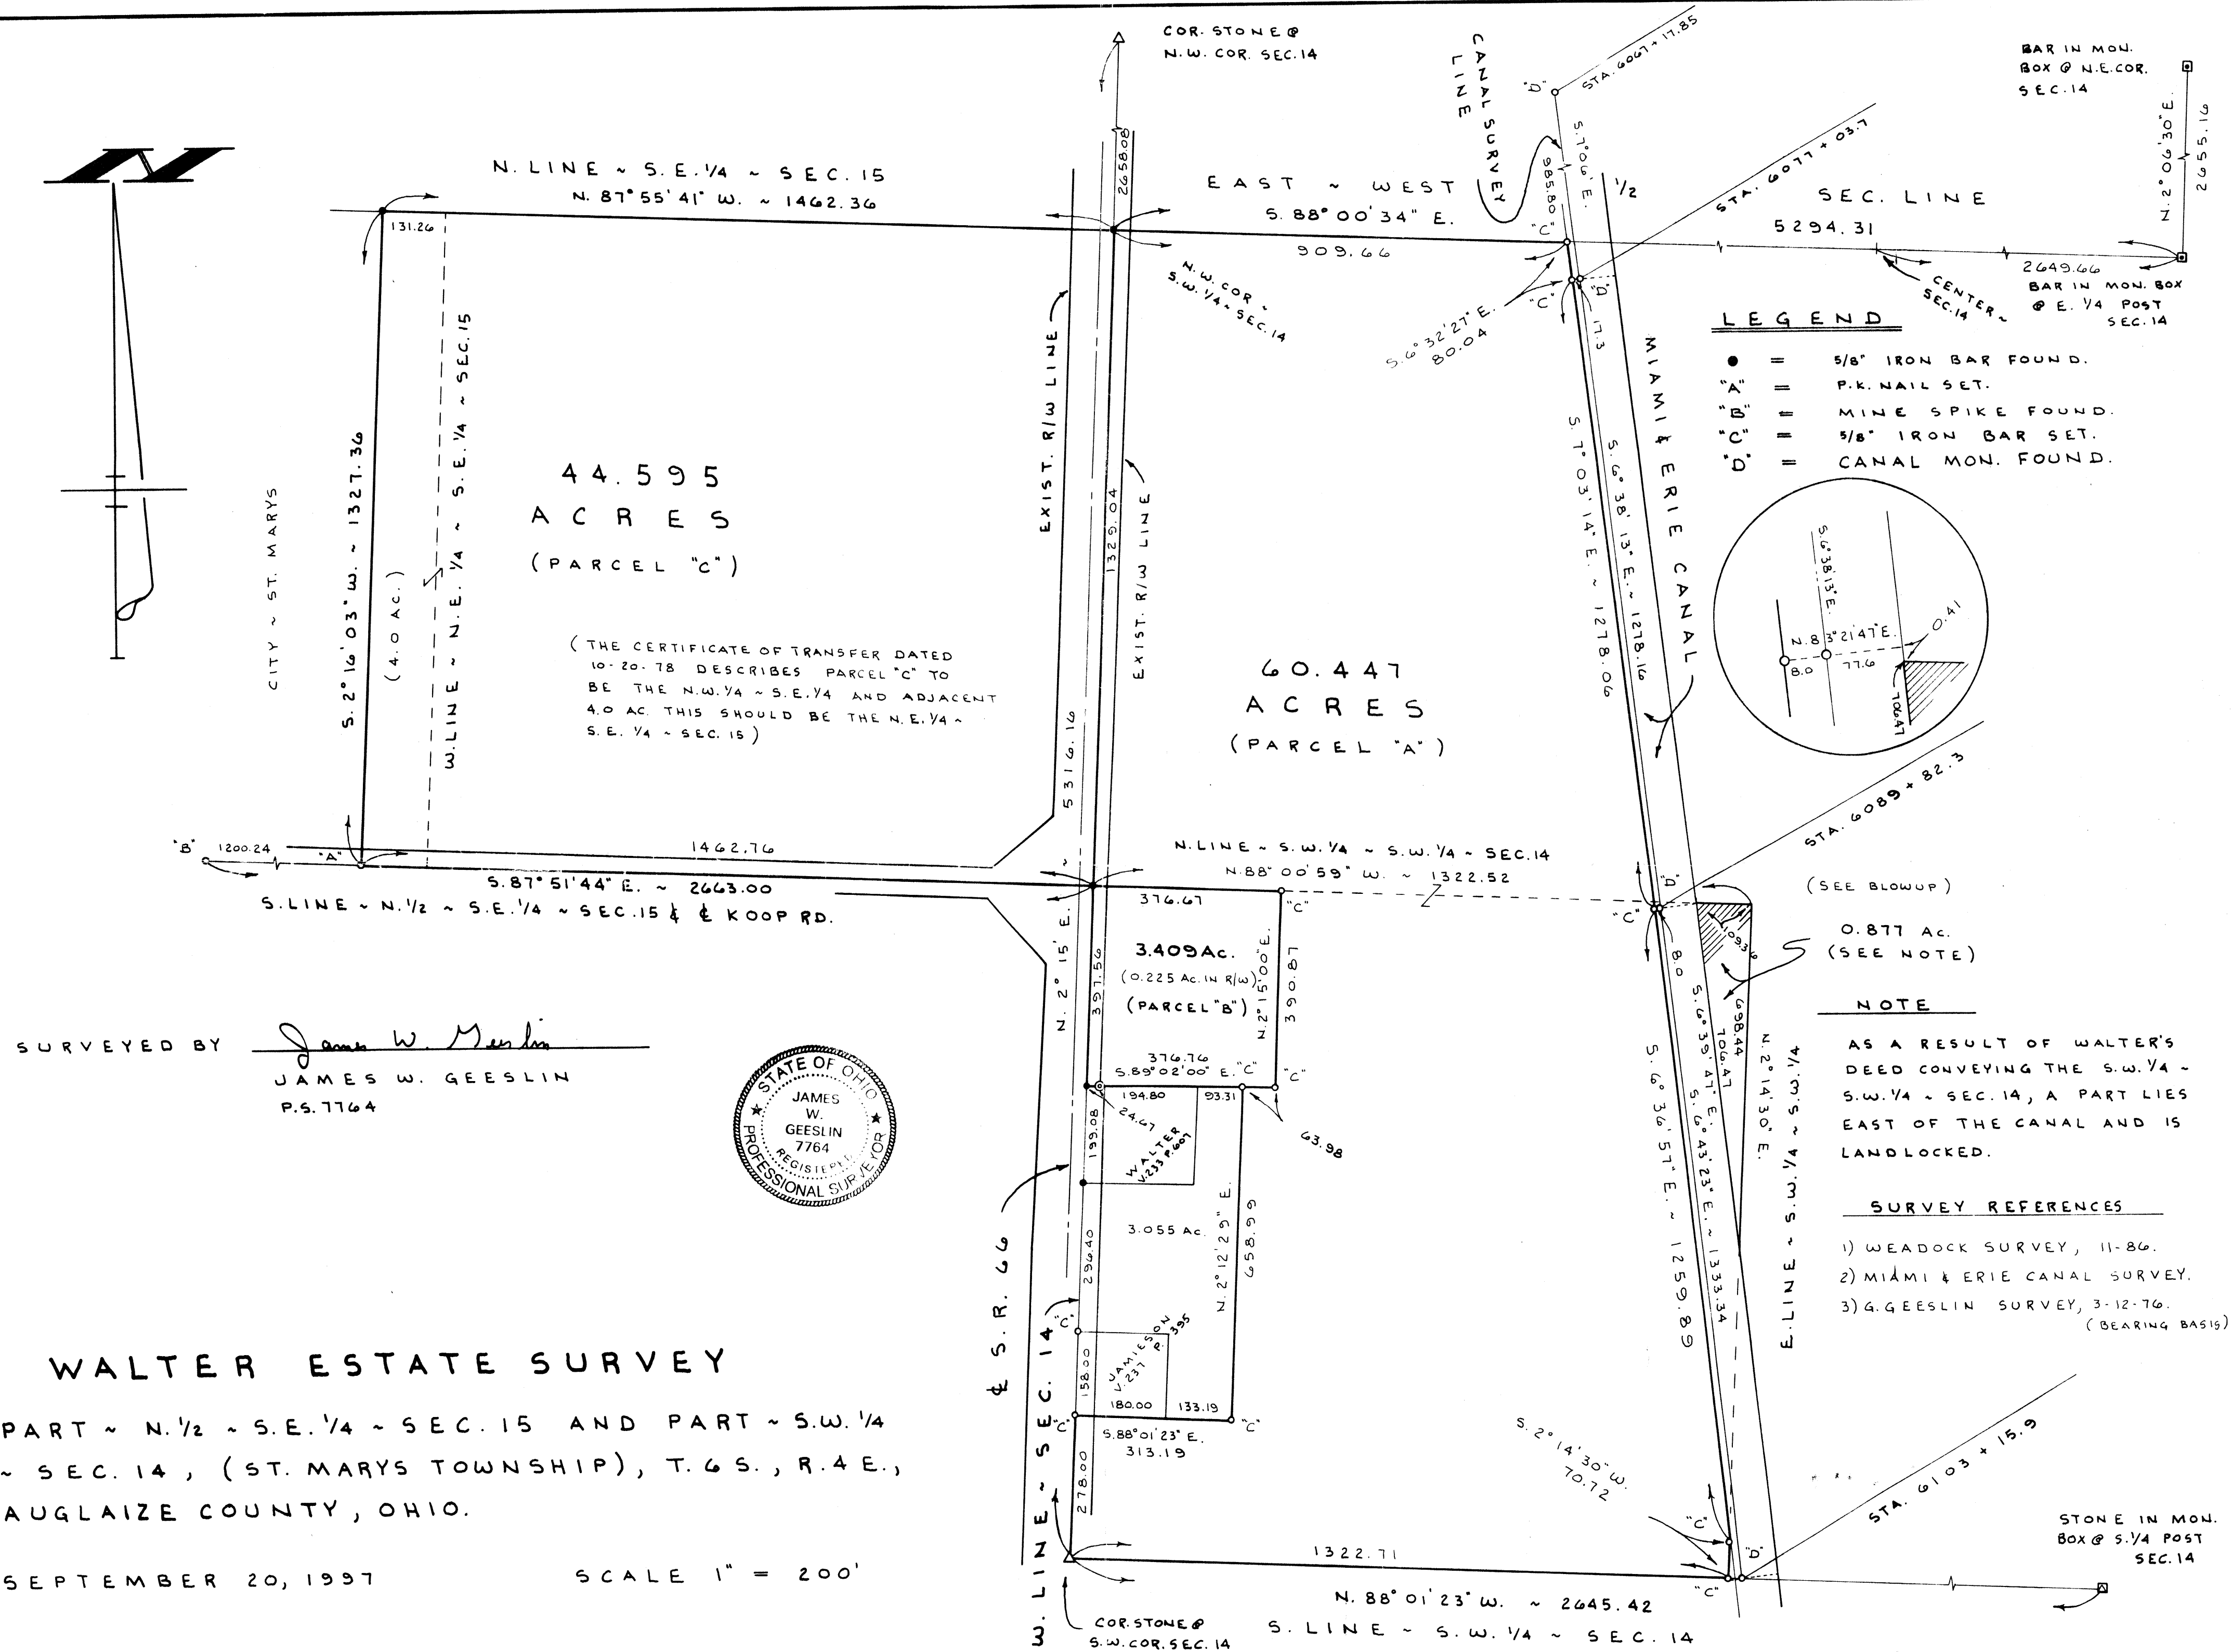 COR. STONE @
N.W. COR. SEC. 14
CANAL SURVEY
LINE
"D"
STA. 6067 + 17.85
BAR IN MON.
BOX @ N.E. COR.
SEC. 14
N. 2° 06' 30" E.
2655.16
N
N. LINE ~ S.E. 1/4 ~ SEC. 15
N. 87° 55' 41" W. ~ 1462.36
2658.08
EAST ~ WEST
1/2
SEC. LINE
S. 88° 00' 34" E.
5294.31
909.66
S. 7° 06' E.
985.80
STA. 6077 + 03.7
"C"
"C"
"D"
17.3
S. 6° 32' 27" E.
80.04
N.W. COR ~
S.W. 1/4 ~ SEC. 14
CENTER ~
SEC. 14
2649.66
BAR IN MON. BOX
@ E. 1/4 POST
SEC. 14
131.26
CITY ~ ST. MARYS
S. 2° 16' 03" W. ~ 1327.36
(4.0 AC.)
W. LINE ~ N.E. 1/4 ~ S.E. 1/4 ~ SEC. 15
44.595
ACRES
(PARCEL "C")
(THE CERTIFICATE OF TRANSFER DATED
10-20-78 DESCRIBES PARCEL "C" TO
BE THE N.W. 1/4 ~ S.E. 1/4 AND ADJACENT
4.0 AC. THIS SHOULD BE THE N.E. 1/4 ~
S.E. 1/4 ~ SEC. 15)
EXIST. R/W LINE
1329.04
EXIST. R/W LINE
5316.16
N. 2° 15' E. ~
60.447
ACRES
(PARCEL "A")
S. 7° 03' 14" E. ~ 1278.06
S. 6° 38' 13" E. ~ 1278.16
MIAMI & ERIE CANAL
LEGEND
● = 5/8" IRON BAR FOUND.
"A" = P.K. NAIL SET.
"B" = MINE SPIKE FOUND.
"C" = 5/8" IRON BAR SET.
"D" = CANAL MON. FOUND.
S. 6° 38' 13" E.
N. 83° 21' 47" E.
0.41
8.0
77.6
706.47
STA. 6089 + 82.3
"B"
1200.24
"A"
1462.76
S. 87° 51' 44" E. ~ 2663.00
S. LINE ~ N. 1/2 ~ S.E. 1/4 ~ SEC. 15 & ℄ KOOP RD.
N. LINE ~ S.W. 1/4 ~ S.W. 1/4 ~ SEC. 14
N. 88° 00' 59" W. ~ 1322.52
376.67
"C"
"C"
"D"
8.0
(SEE BLOWUP)
0.877 AC.
(SEE NOTE)
3.409 AC.
(0.225 AC. IN R/W)
(PARCEL "B")
397.56
N. 2° 15' 00" E.
390.87
376.76
S. 89° 02' 00" E.
"C"
"C"
194.80
93.31
24.67
63.98
199.08
WALTER
V. 233 P. 607
3.055 AC.
296.40
N. 2° 12' 29" E.
658.99
"C"
JAMIESON
V. 237 P. 395
158.00
180.00
133.19
"C"
"C"
S. 88° 01' 23" E.
313.19
278.00
S. 6° 39' 47" E.
706.47
698.44
N. 2° 14' 30" E.
S. 6° 36' 57" E. ~ 1259.89
S. 6° 43' 23" E. ~ 1333.34
E. LINE ~ S.W. 1/4 ~ S.W. 1/4
NOTE
AS A RESULT OF WALTER'S
DEED CONVEYING THE S.W. 1/4 ~
S.W. 1/4 ~ SEC. 14, A PART LIES
EAST OF THE CANAL AND IS
LANDLOCKED.
SURVEY REFERENCES
1) WEADOCK SURVEY, 11-86.
2) MIAMI & ERIE CANAL SURVEY.
3) G. GEESLIN SURVEY, 3-12-76.
(BEARING BASIS)
SURVEYED BY James W. Geeslin
JAMES W. GEESLIN
P.S. 7764
STATE OF OHIO
JAMES
W.
GEESLIN
7764
REGISTERED
PROFESSIONAL SURVEYOR
℄ S.R. 66
W. LINE ~ SEC. 14
WALTER ESTATE SURVEY
PART ~ N. 1/2 ~ S.E. 1/4 ~ SEC. 15 AND PART ~ S.W. 1/4
~ SEC. 14, (ST. MARYS TOWNSHIP), T. 6 S., R. 4 E.,
AUGLAIZE COUNTY, OHIO.
SEPTEMBER 20, 1997
SCALE 1" = 200'
S. 2° 14' 30" W.
70.72
"C"
"D"
"C"
STA. 6103 + 15.9
STONE IN MON.
BOX @ S. 1/4 POST
SEC. 14
1322.71
N. 88° 01' 23" W. ~ 2645.42
S. LINE ~ S.W. 1/4 ~ SEC. 14
COR. STONE @
S.W. COR. SEC. 14